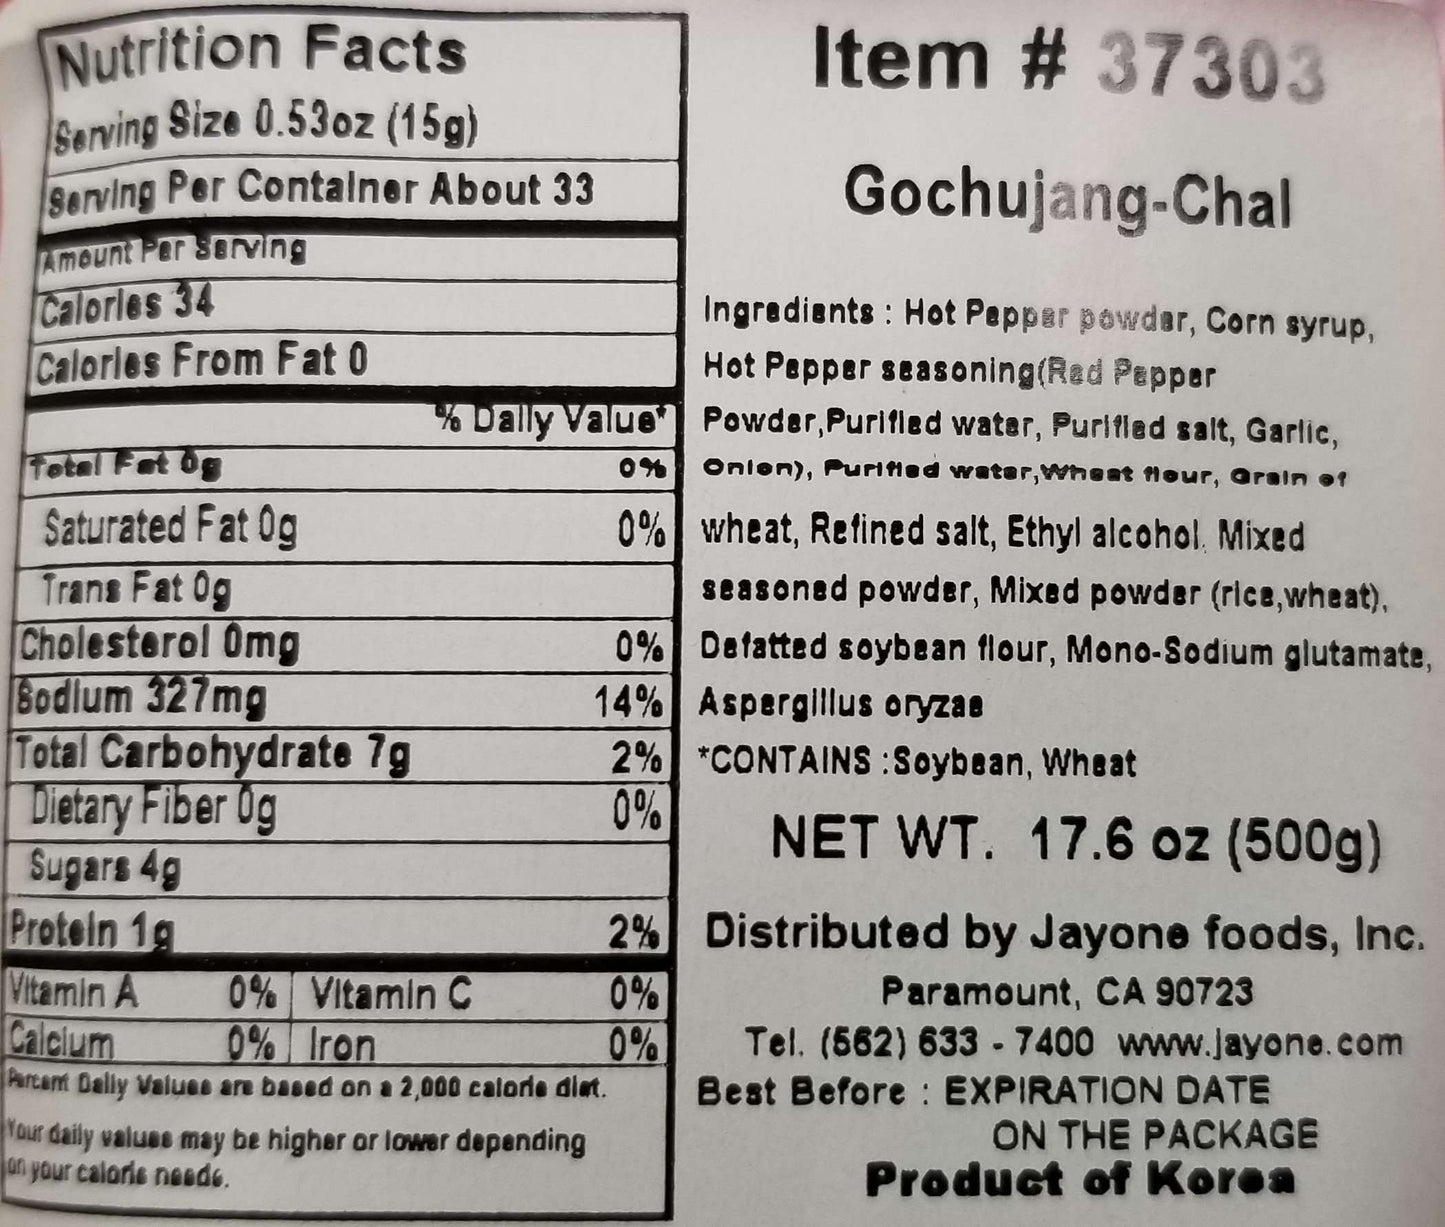 Nutrition Facts
Serving Size 0.53oz (15g)
Serving Per Container About 33
Amount Per Serving
Calories 34
Calories From Fat 0
% Daily Value*
Total Fat 0g 0%
Saturated Fat 0g 0%
Trans Fat 0g
Cholesterol 0mg 0%
Sodium 327mg 14%
Total Carbohydrate 7g 2%
Dietary Fiber 0g 0%
Sugars 4g
Protein 1g 2%
Vitamin A 0% Vitamin C 0%
Calcium 0% Iron 0%
Percent Daily Values are based on a 2,000 calorie diet.
Your daily values may be higher or lower depending
on your calorie needs.
Item # 37303
Gochujang-Chal
Ingredients : Hot Pepper powder, Corn syrup,
Hot Pepper seasoning(Red Pepper
Powder,Purified water, Purified salt, Garlic,
Onion), Purified water,Wheat flour, Grain of
wheat, Refined salt, Ethyl alcohol. Mixed
seasoned powder, Mixed powder (rice,wheat),
Defatted soybean flour, Mono-Sodium glutamate,
Aspergillus oryzae
*CONTAINS :Soybean, Wheat
NET WT. 17.6 oz (500g)
Distributed by Jayone foods, Inc.
Paramount, CA 90723
Tel. (562) 633 - 7400 www.jayone.com
Best Before : EXPIRATION DATE
ON THE PACKAGE
Product of Korea